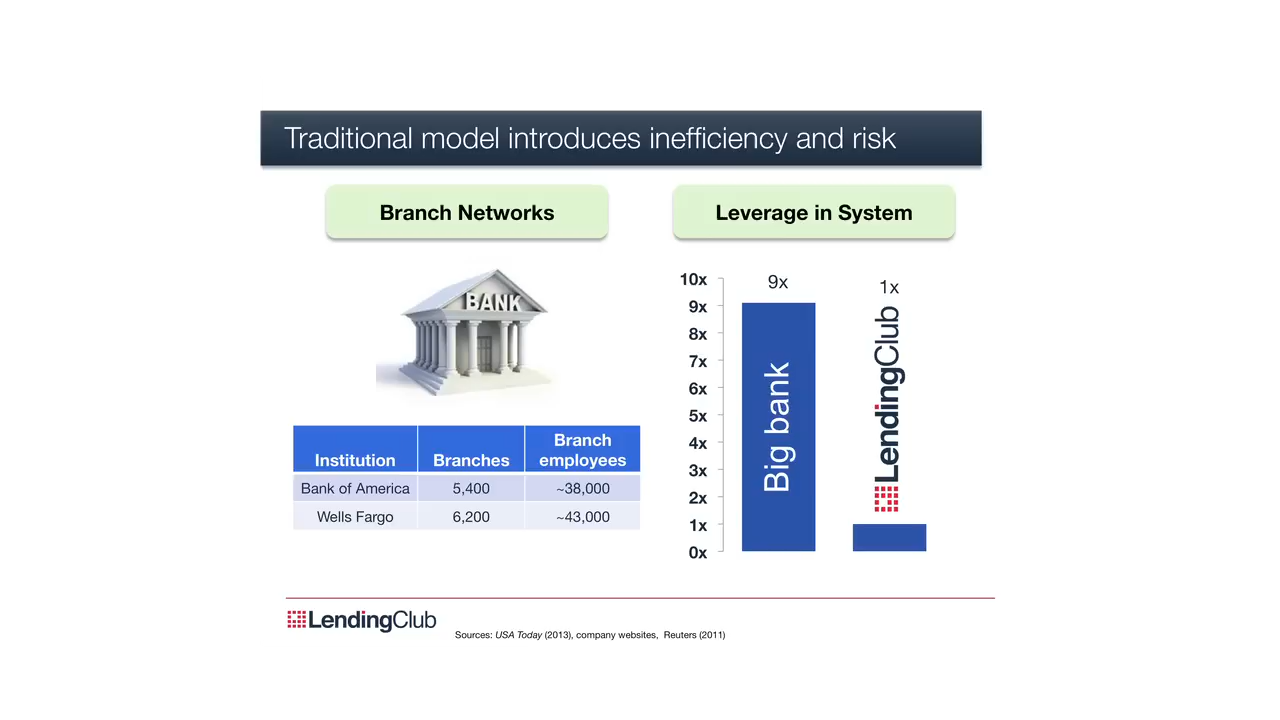 Traditional model introduces inefficiency and risk
Branch Networks
BANK
Institution Branches Branch employees
Bank of America 5,400 ~38,000
Wells Fargo 6,200 ~43,000
Leverage in System
10x
9x
8x
7x
6x
5x
4x
3x
2x
1x
0x
9x
Big bank
1x
LendingClub
LendingClub
Sources: USA Today (2013), company websites, Reuters (2011)